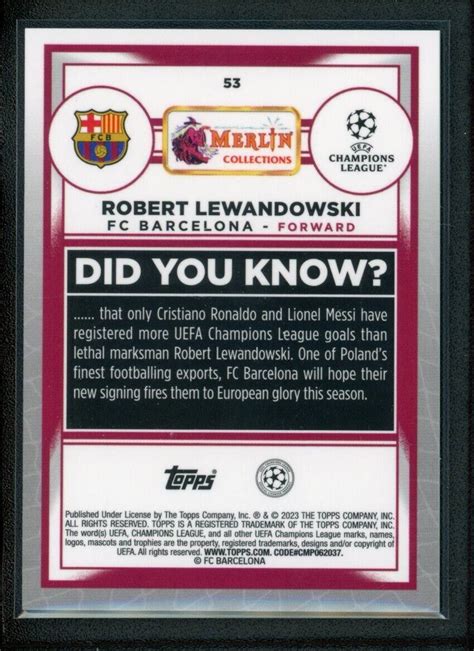 53
FCB
MERLIN
COLLECTIONS
UEFA
CHAMPIONS
LEAGUE®
ROBERT LEWANDOWSKI
FC BARCELONA - FORWARD
DID YOU KNOW?
...... that only Cristiano Ronaldo and Lionel Messi have
registered more UEFA Champions League goals than
lethal marksman Robert Lewandowski. One of Poland's
finest footballing exports, FC Barcelona will hope their
new signing fires them to European glory this season.
Topps
Published Under License by The Topps Company, Inc. ® & © 2023 THE TOPPS COMPANY, INC.
ALL RIGHTS RESERVED. TOPPS IS A REGISTERED TRADEMARK OF THE TOPPS COMPANY, INC.
The word(s) UEFA, CHAMPIONS LEAGUE, and all other UEFA Champions League marks, names,
logos, mascot and trophies are the property, registered trademarks, designs and/or copyright of
UEFA. All rights reserved. WWW.TOPPS.COM. CODE#CMP062037.
© FC BARCELONA